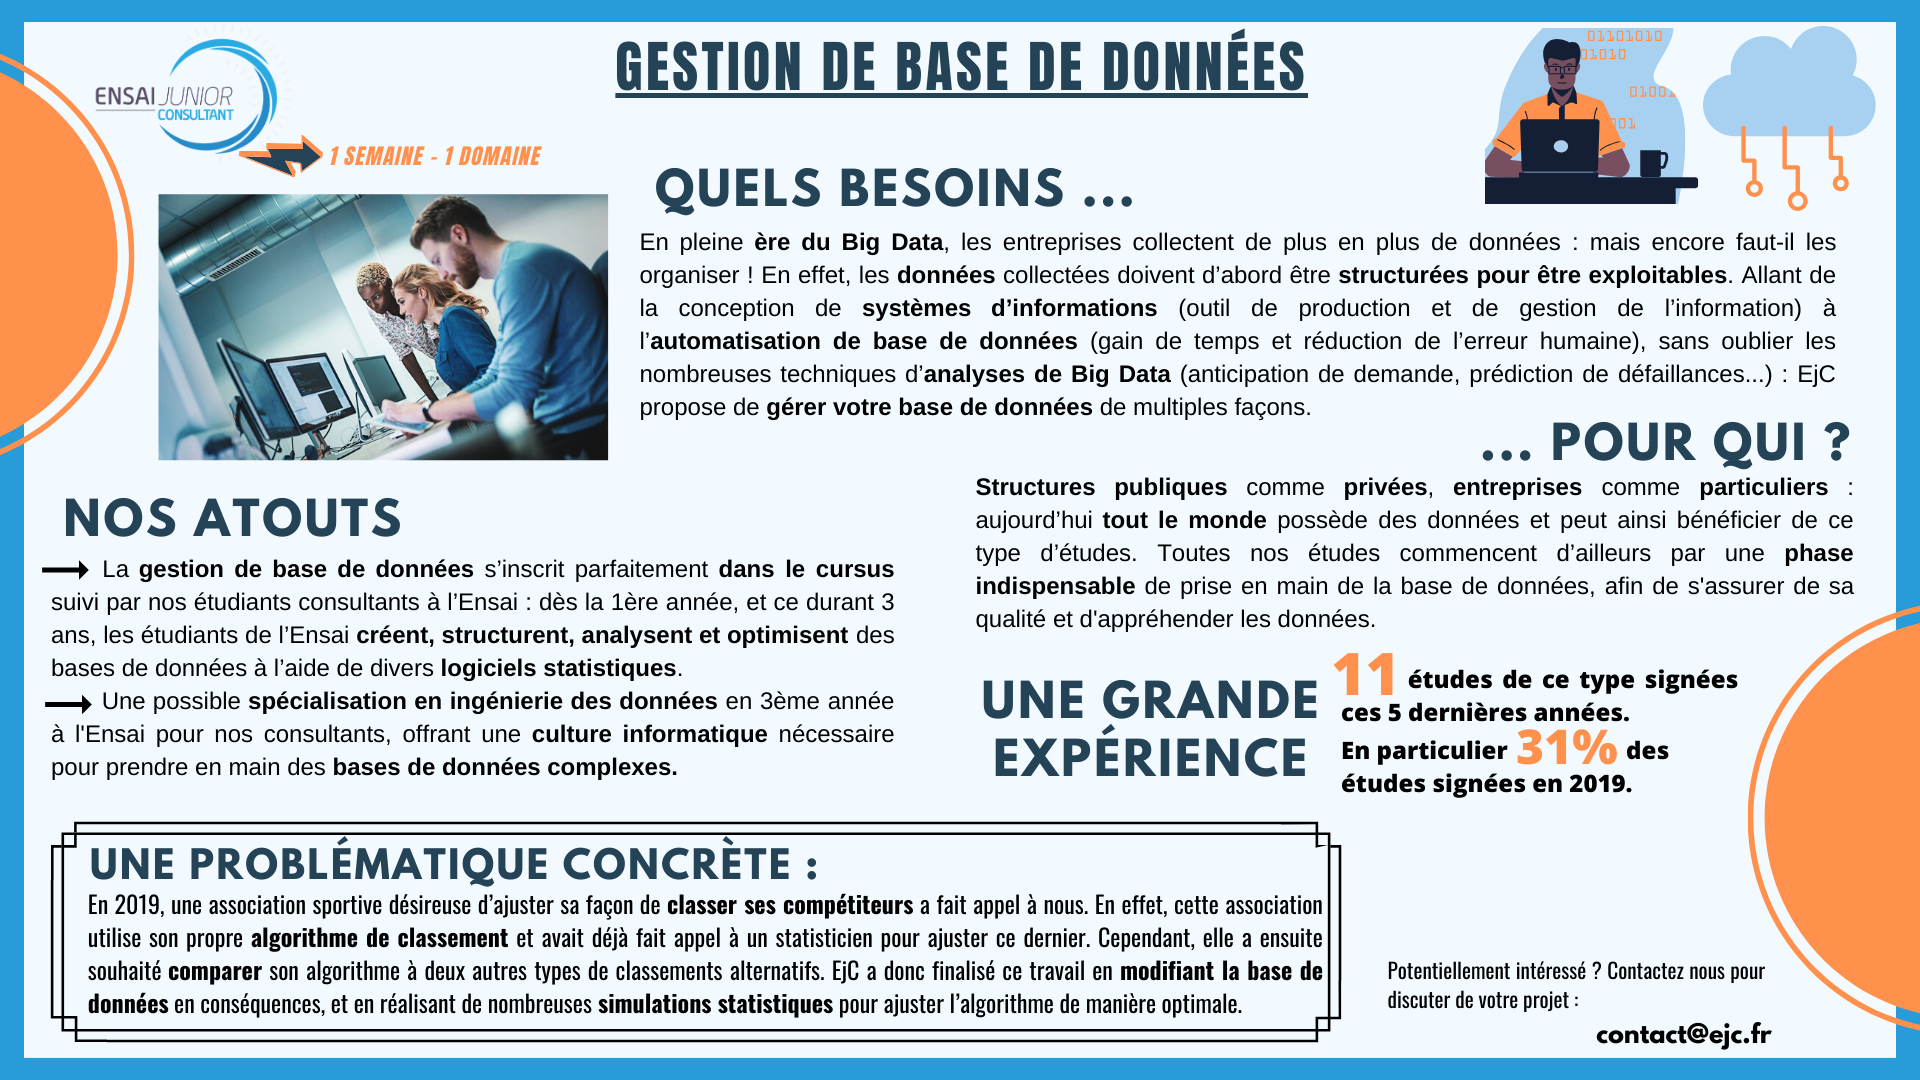 GESTION DE BASE DE DONNÉES
ENSAI JUNIOR
CONSULTANT
1 SEMAINE - 1 DOMAINE
01101010
01010
01001
001
QUELS BESOINS ...
En pleine ère du Big Data, les entreprises collectent de plus en plus de données : mais encore faut-il les
organiser ! En effet, les données collectées doivent d’abord être structurées pour être exploitables. Allant de
la conception de systèmes d’informations (outil de production et de gestion de l’information) à
l’automatisation de base de données (gain de temps et réduction de l’erreur humaine), sans oublier les
nombreuses techniques d’analyses de Big Data (anticipation de demande, prédiction de défaillances...) : EjC
propose de gérer votre base de données de multiples façons.
... POUR QUI ?
Structures publiques comme privées, entreprises comme particuliers :
aujourd’hui tout le monde possède des données et peut ainsi bénéficier de ce
type d’études. Toutes nos études commencent d’ailleurs par une phase
indispensable de prise en main de la base de données, afin de s'assurer de sa
qualité et d'appréhender les données.
NOS ATOUTS
La gestion de base de données s’inscrit parfaitement dans le cursus
suivi par nos étudiants consultants à l’Ensai : dès la 1ère année, et ce durant 3
ans, les étudiants de l’Ensai créent, structurent, analysent et optimisent des
bases de données à l’aide de divers logiciels statistiques.
Une possible spécialisation en ingénierie des données en 3ème année
à l'Ensai pour nos consultants, offrant une culture informatique nécessaire
pour prendre en main des bases de données complexes.
UNE GRANDE
EXPÉRIENCE
11 études de ce type signées
ces 5 dernières années.
En particulier 31% des
études signées en 2019.
UNE PROBLÉMATIQUE CONCRÈTE :
En 2019, une association sportive désireuse d’ajuster sa façon de classer ses compétiteurs a fait appel à nous. En effet, cette association
utilise son propre algorithme de classement et avait déjà fait appel à un statisticien pour ajuster ce dernier. Cependant, elle a ensuite
souhaité comparer son algorithme à deux autres types de classements alternatifs. EjC a donc finalisé ce travail en modifiant la base de
données en conséquences, et en réalisant de nombreuses simulations statistiques pour ajuster l’algorithme de manière optimale.
Potentiellement intéressé ? Contactez nous pour
discuter de votre projet :
contact@ejc.fr